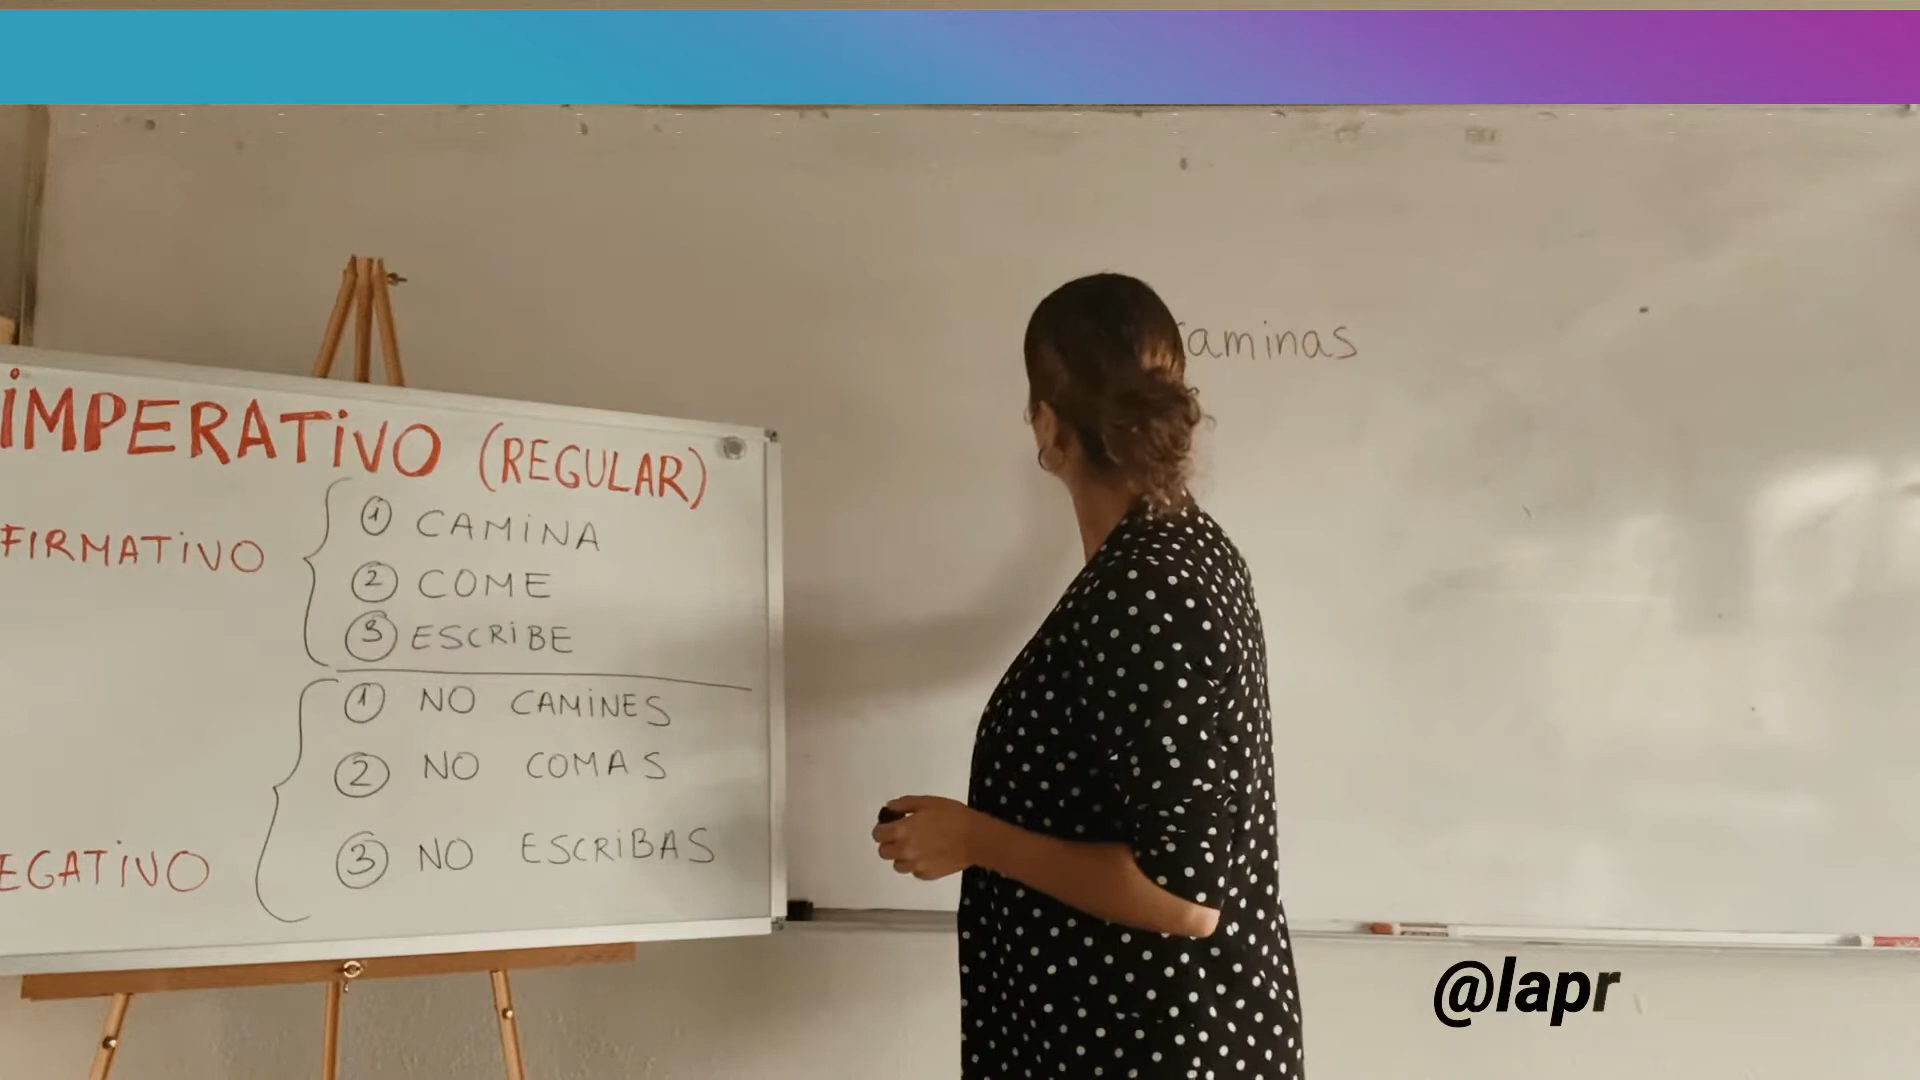 IMPERATIVO (REGULAR)
FIRMATIVO
1 CAMINA
2 COME
3 ESCRIBE
1 NO CAMINES
2 NO COMAS
3 NO ESCRIBAS
EGATIVO
caminas
@lapr